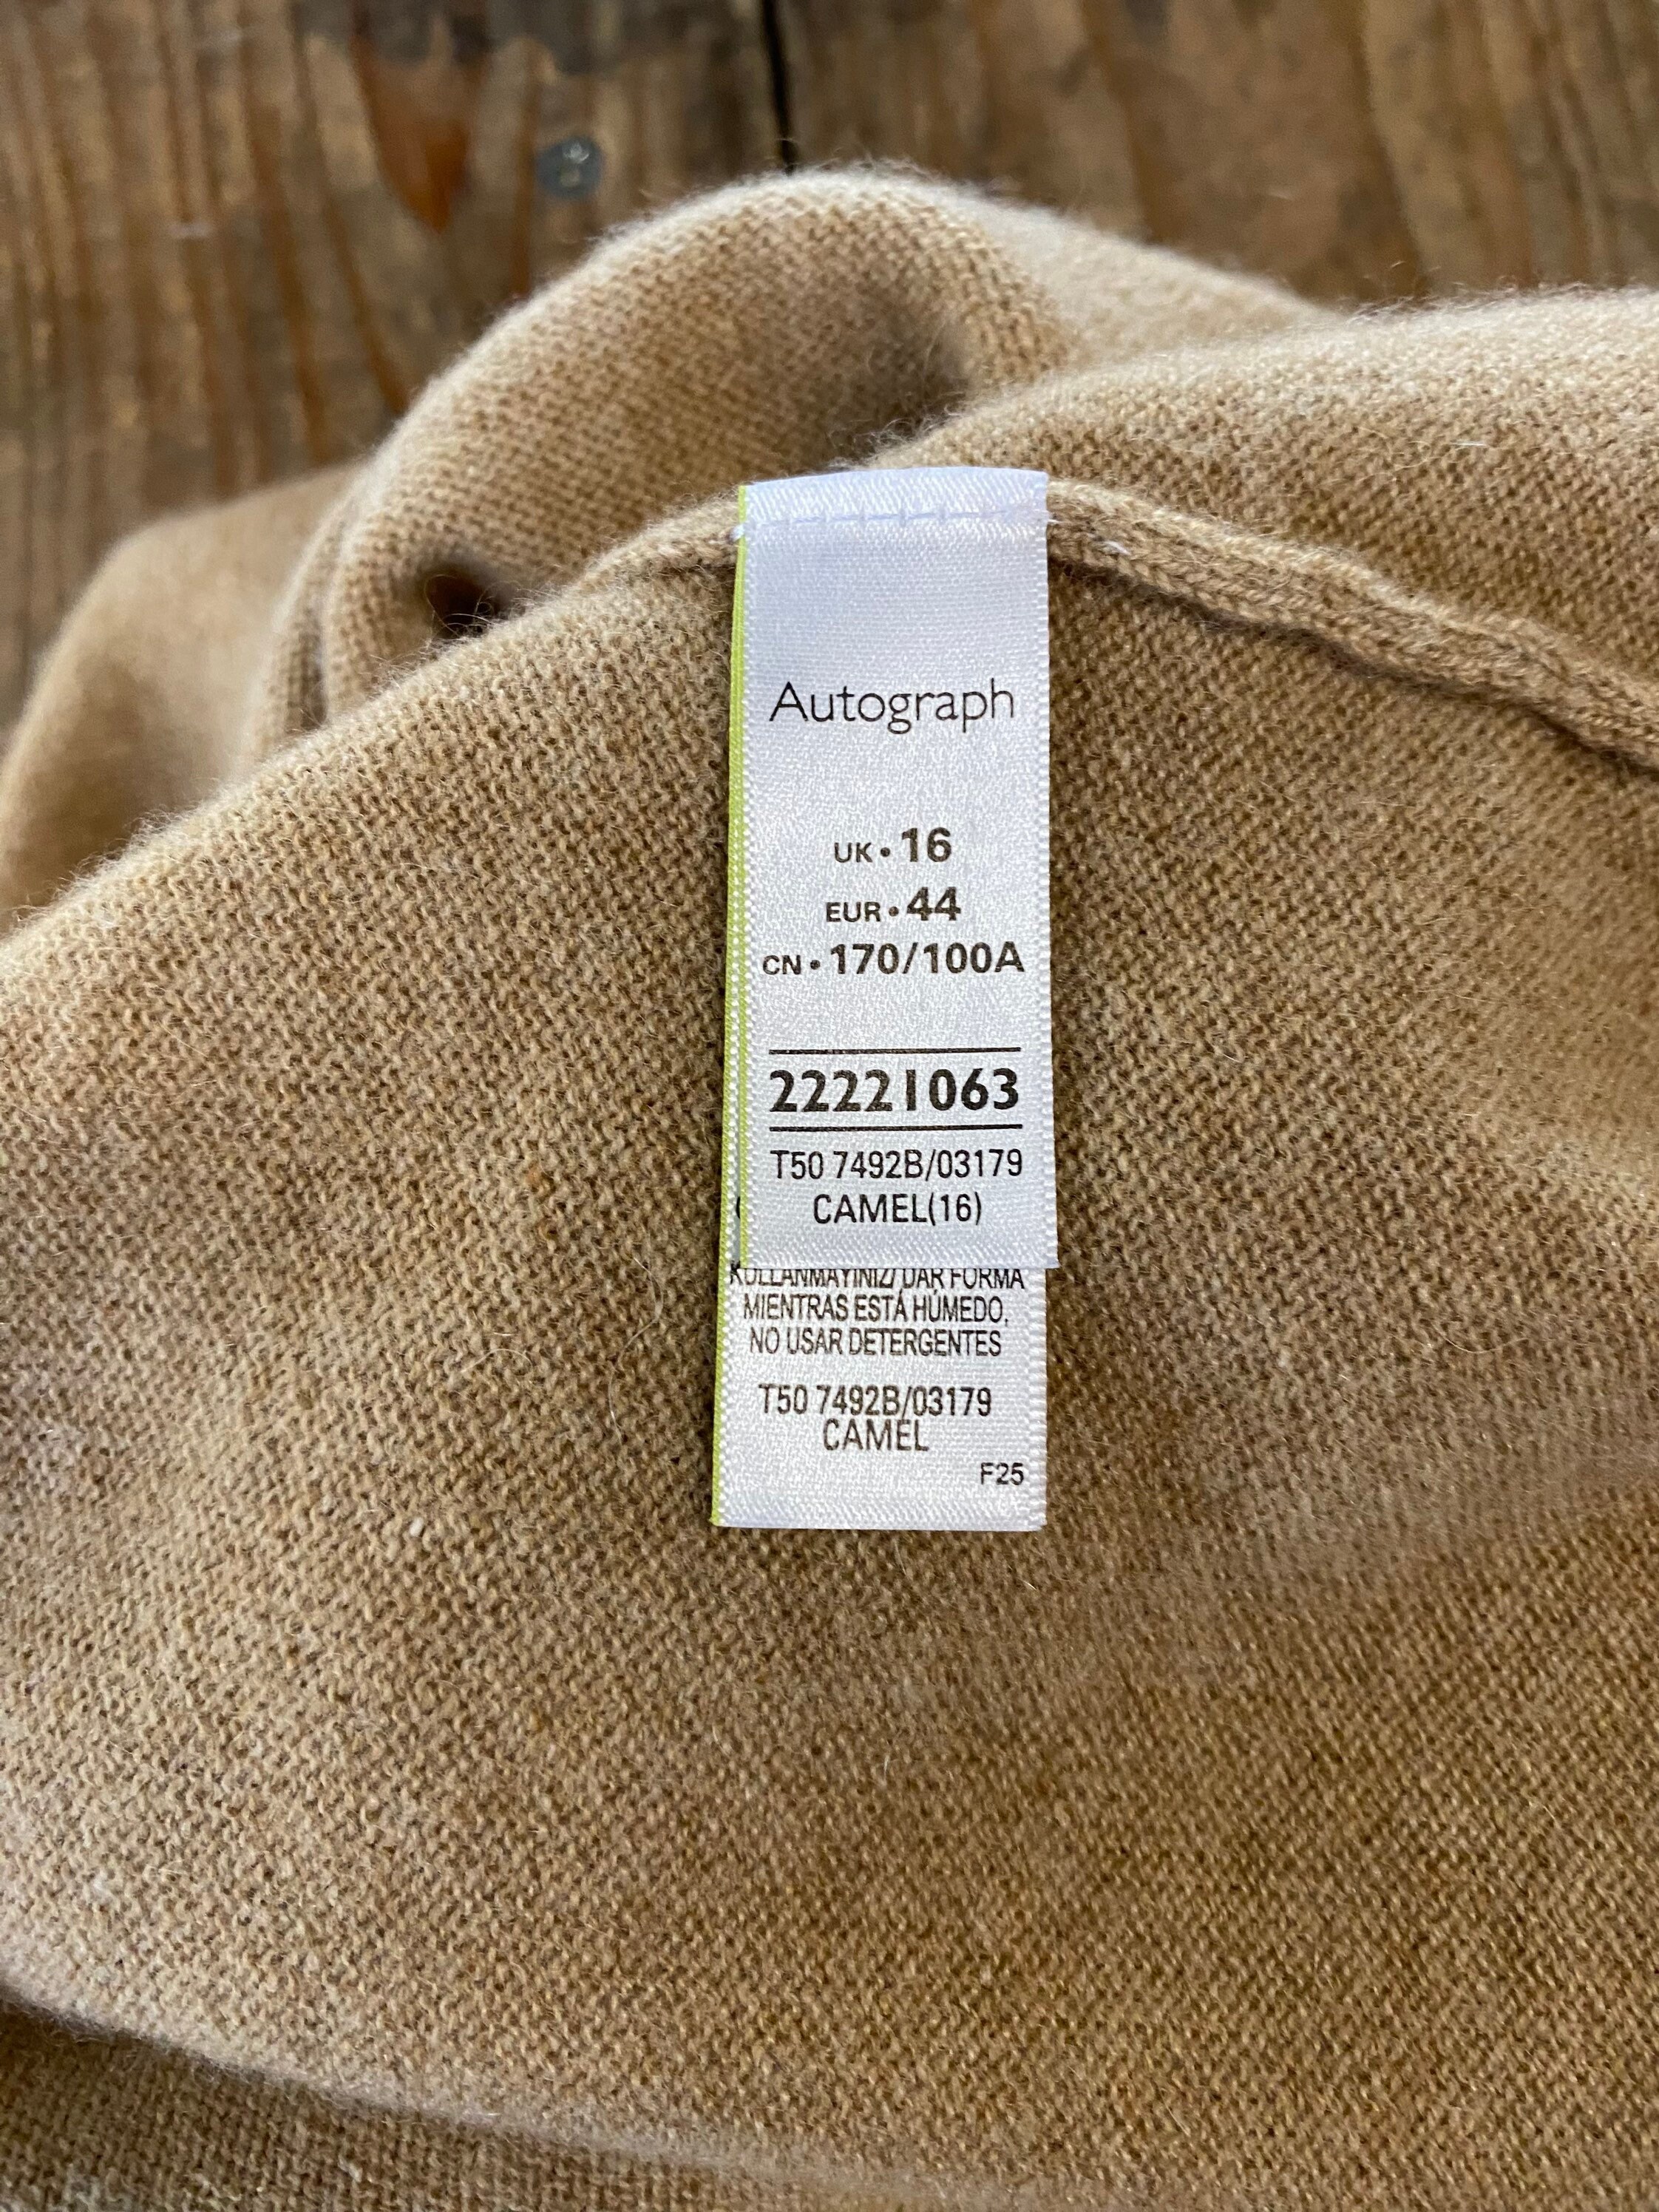 Autograph
UK • 16
EUR • 44
CN • 170/100A
22221063
T50 7492B/03179
CAMEL(16)
KULLANMAYINIZ/ DAR FORMA
MIENTRAS ESTÁ HÚMEDO.
NO USAR DETERGENTES
T50 7492B/03179
CAMEL
F25